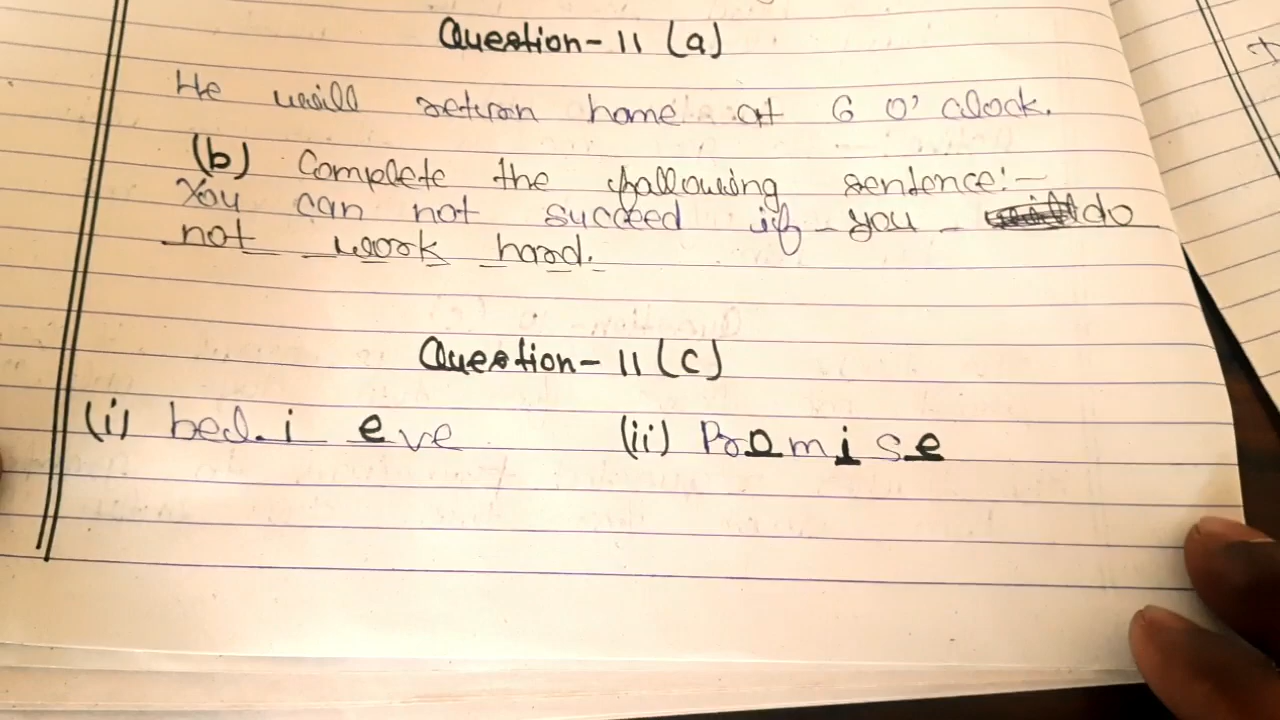 Question-11 (a)
He will return home at 6 O'clock.
(b) Complete the following sentence:-
You can not succeed if you do
not work hard.
Question-11(c)
(i) bel i eve (ii) Promise